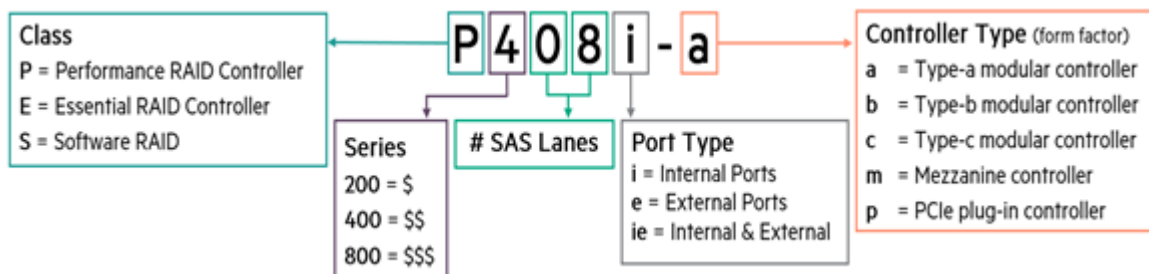 P408i-a
Class
P = Performance RAID Controller
E = Essential RAID Controller
S = Software RAID
Series
200 = $
400 = $$
800 = $$$
# SAS Lanes
Port Type
i = Internal Ports
e = External Ports
ie = Internal & External
Controller Type (form factor)
a = Type-a modular controller
b = Type-b modular controller
c = Type-c modular controller
m = Mezzanine controller
p = PCIe plug-in controller